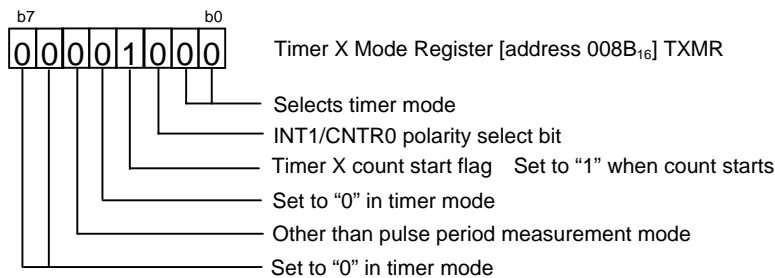 b7 b0
0 0 0 0 1 0 0 0 Timer X Mode Register [address 008B₁₆] TXMR
Selects timer mode
INT1/CNTR0 polarity select bit
Timer X count start flag Set to “1” when count starts
Set to “0” in timer mode
Other than pulse period measurement mode
Set to “0” in timer mode